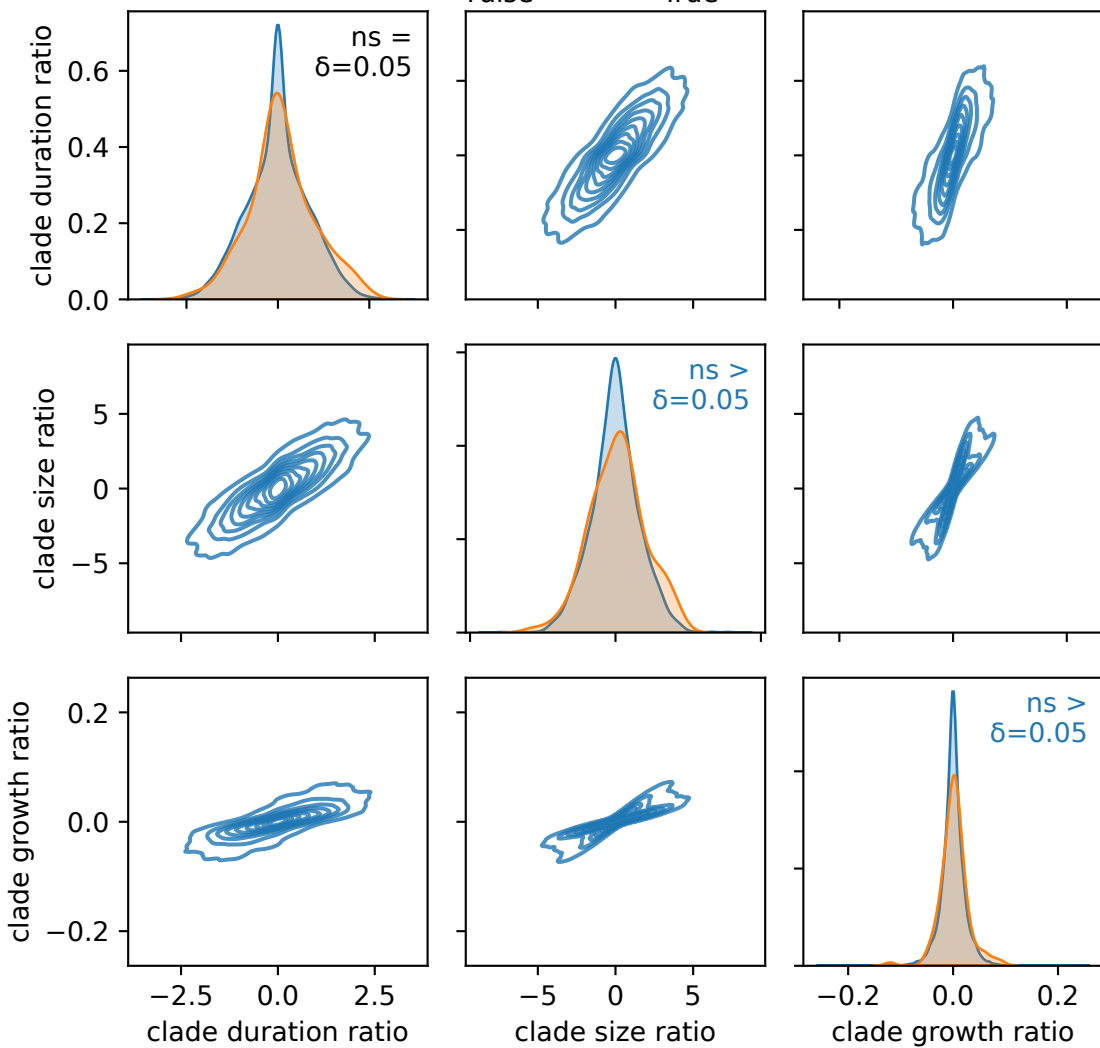 clade duration ratio
0.6
0.4
0.2
0.0
ns =
δ=0.05
clade size ratio
5
0
−5
ns >
δ=0.05
clade growth ratio
0.2
0.0
−0.2
ns >
δ=0.05
−2.5 0.0 2.5
−5 0 5
−0.2 0.0 0.2
clade duration ratio
clade size ratio
clade growth ratio